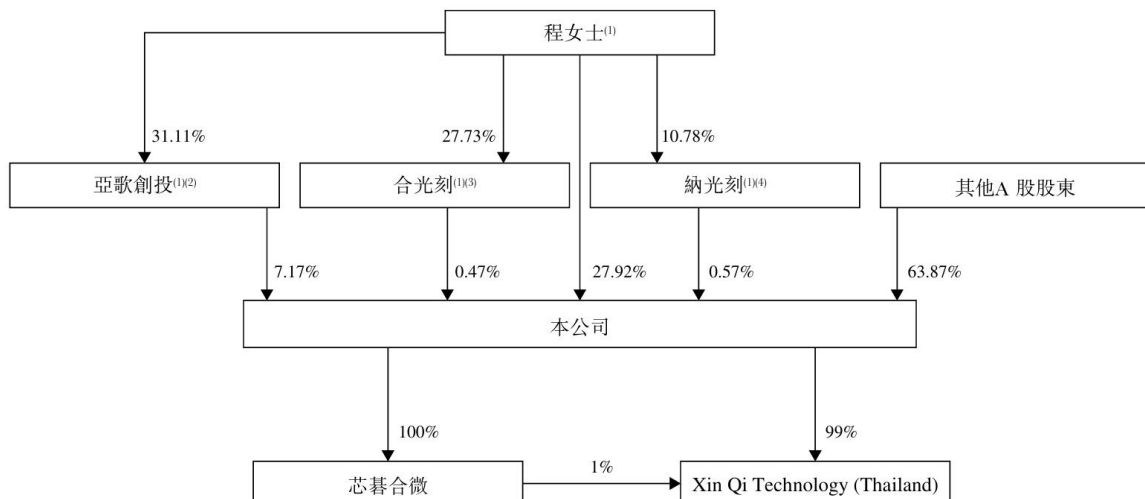 程女士(1)
31.11%
27.73%
10.78%
亞歌創投(1)(2)
合光刻(1)(3)
納光刻(1)(4)
其他A 股股東
7.17%
0.47%
27.92%
0.57%
63.87%
本公司
100%
99%
芯碁合微
1%
Xin Qi Technology (Thailand)